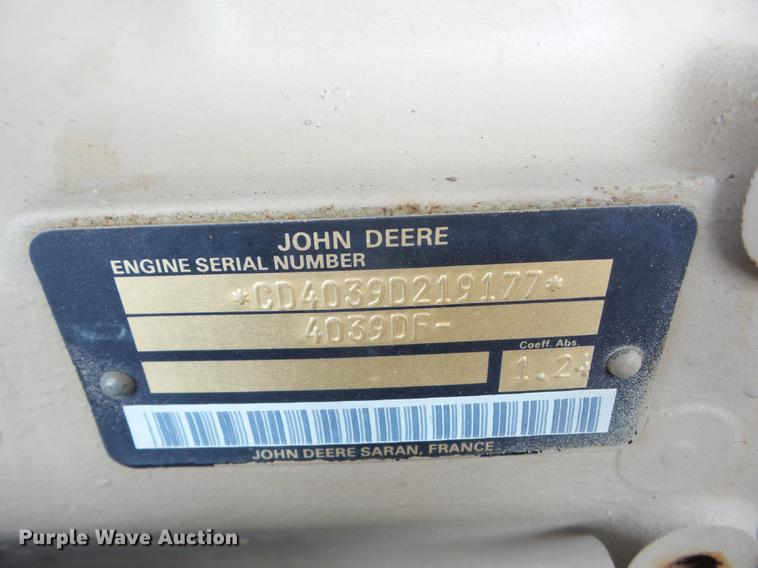 JOHN DEERE
ENGINE SERIAL NUMBER
*CD4039D219177*
4039DF-
Coeff. Abs.
1.24
JOHN DEERE SARAN, FRANCE
Purple Wave Auction